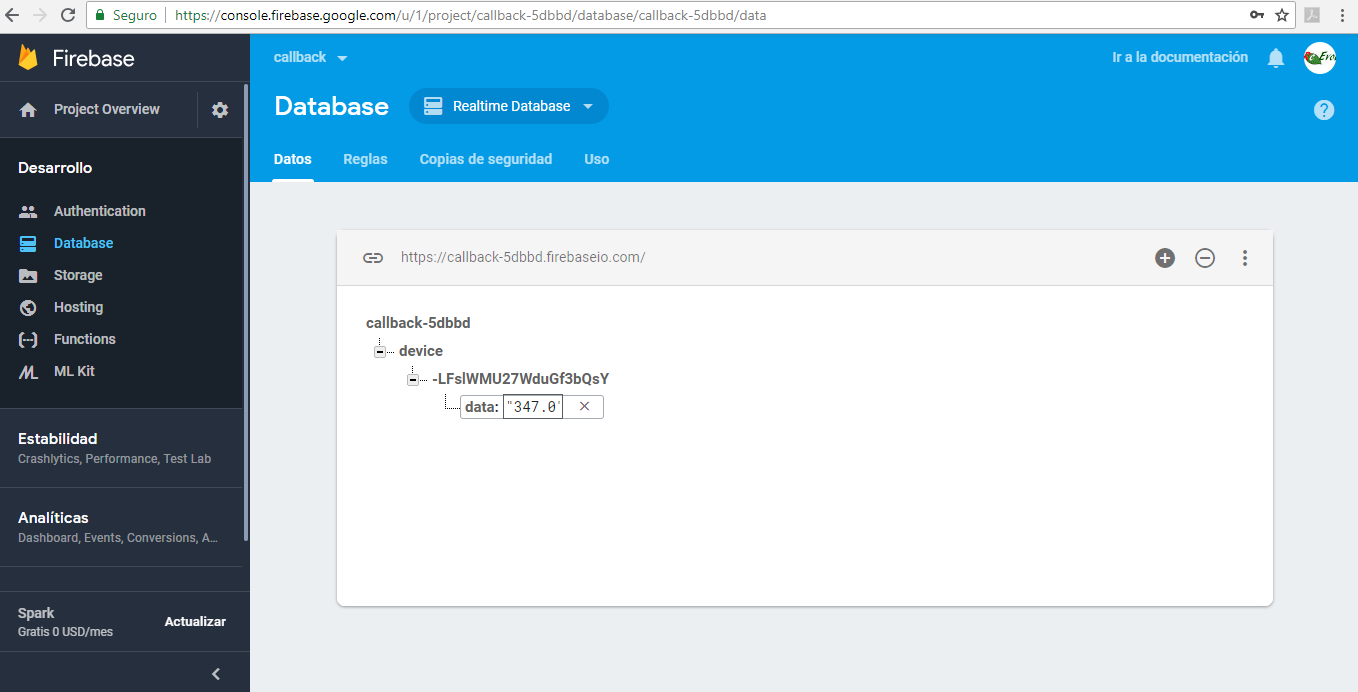 Seguro https://console.firebase.google.com/u/1/project/callback-5dbbd/database/callback-5dbbd/data
Firebase
Project Overview
Desarrollo
Authentication
Database
Storage
Hosting
Functions
ML Kit
Estabilidad
Crashlytics, Performance, Test Lab
Analíticas
Dashboard, Events, Conversions, A...
Spark
Gratis 0 USD/mes
Actualizar
callback
Ir a la documentación
Database
Realtime Database
Datos
Reglas
Copias de seguridad
Uso
https://callback-5dbbd.firebaseio.com/
callback-5dbbd
device
-LFslWMU27WduGf3bQsY
data: "347.0"